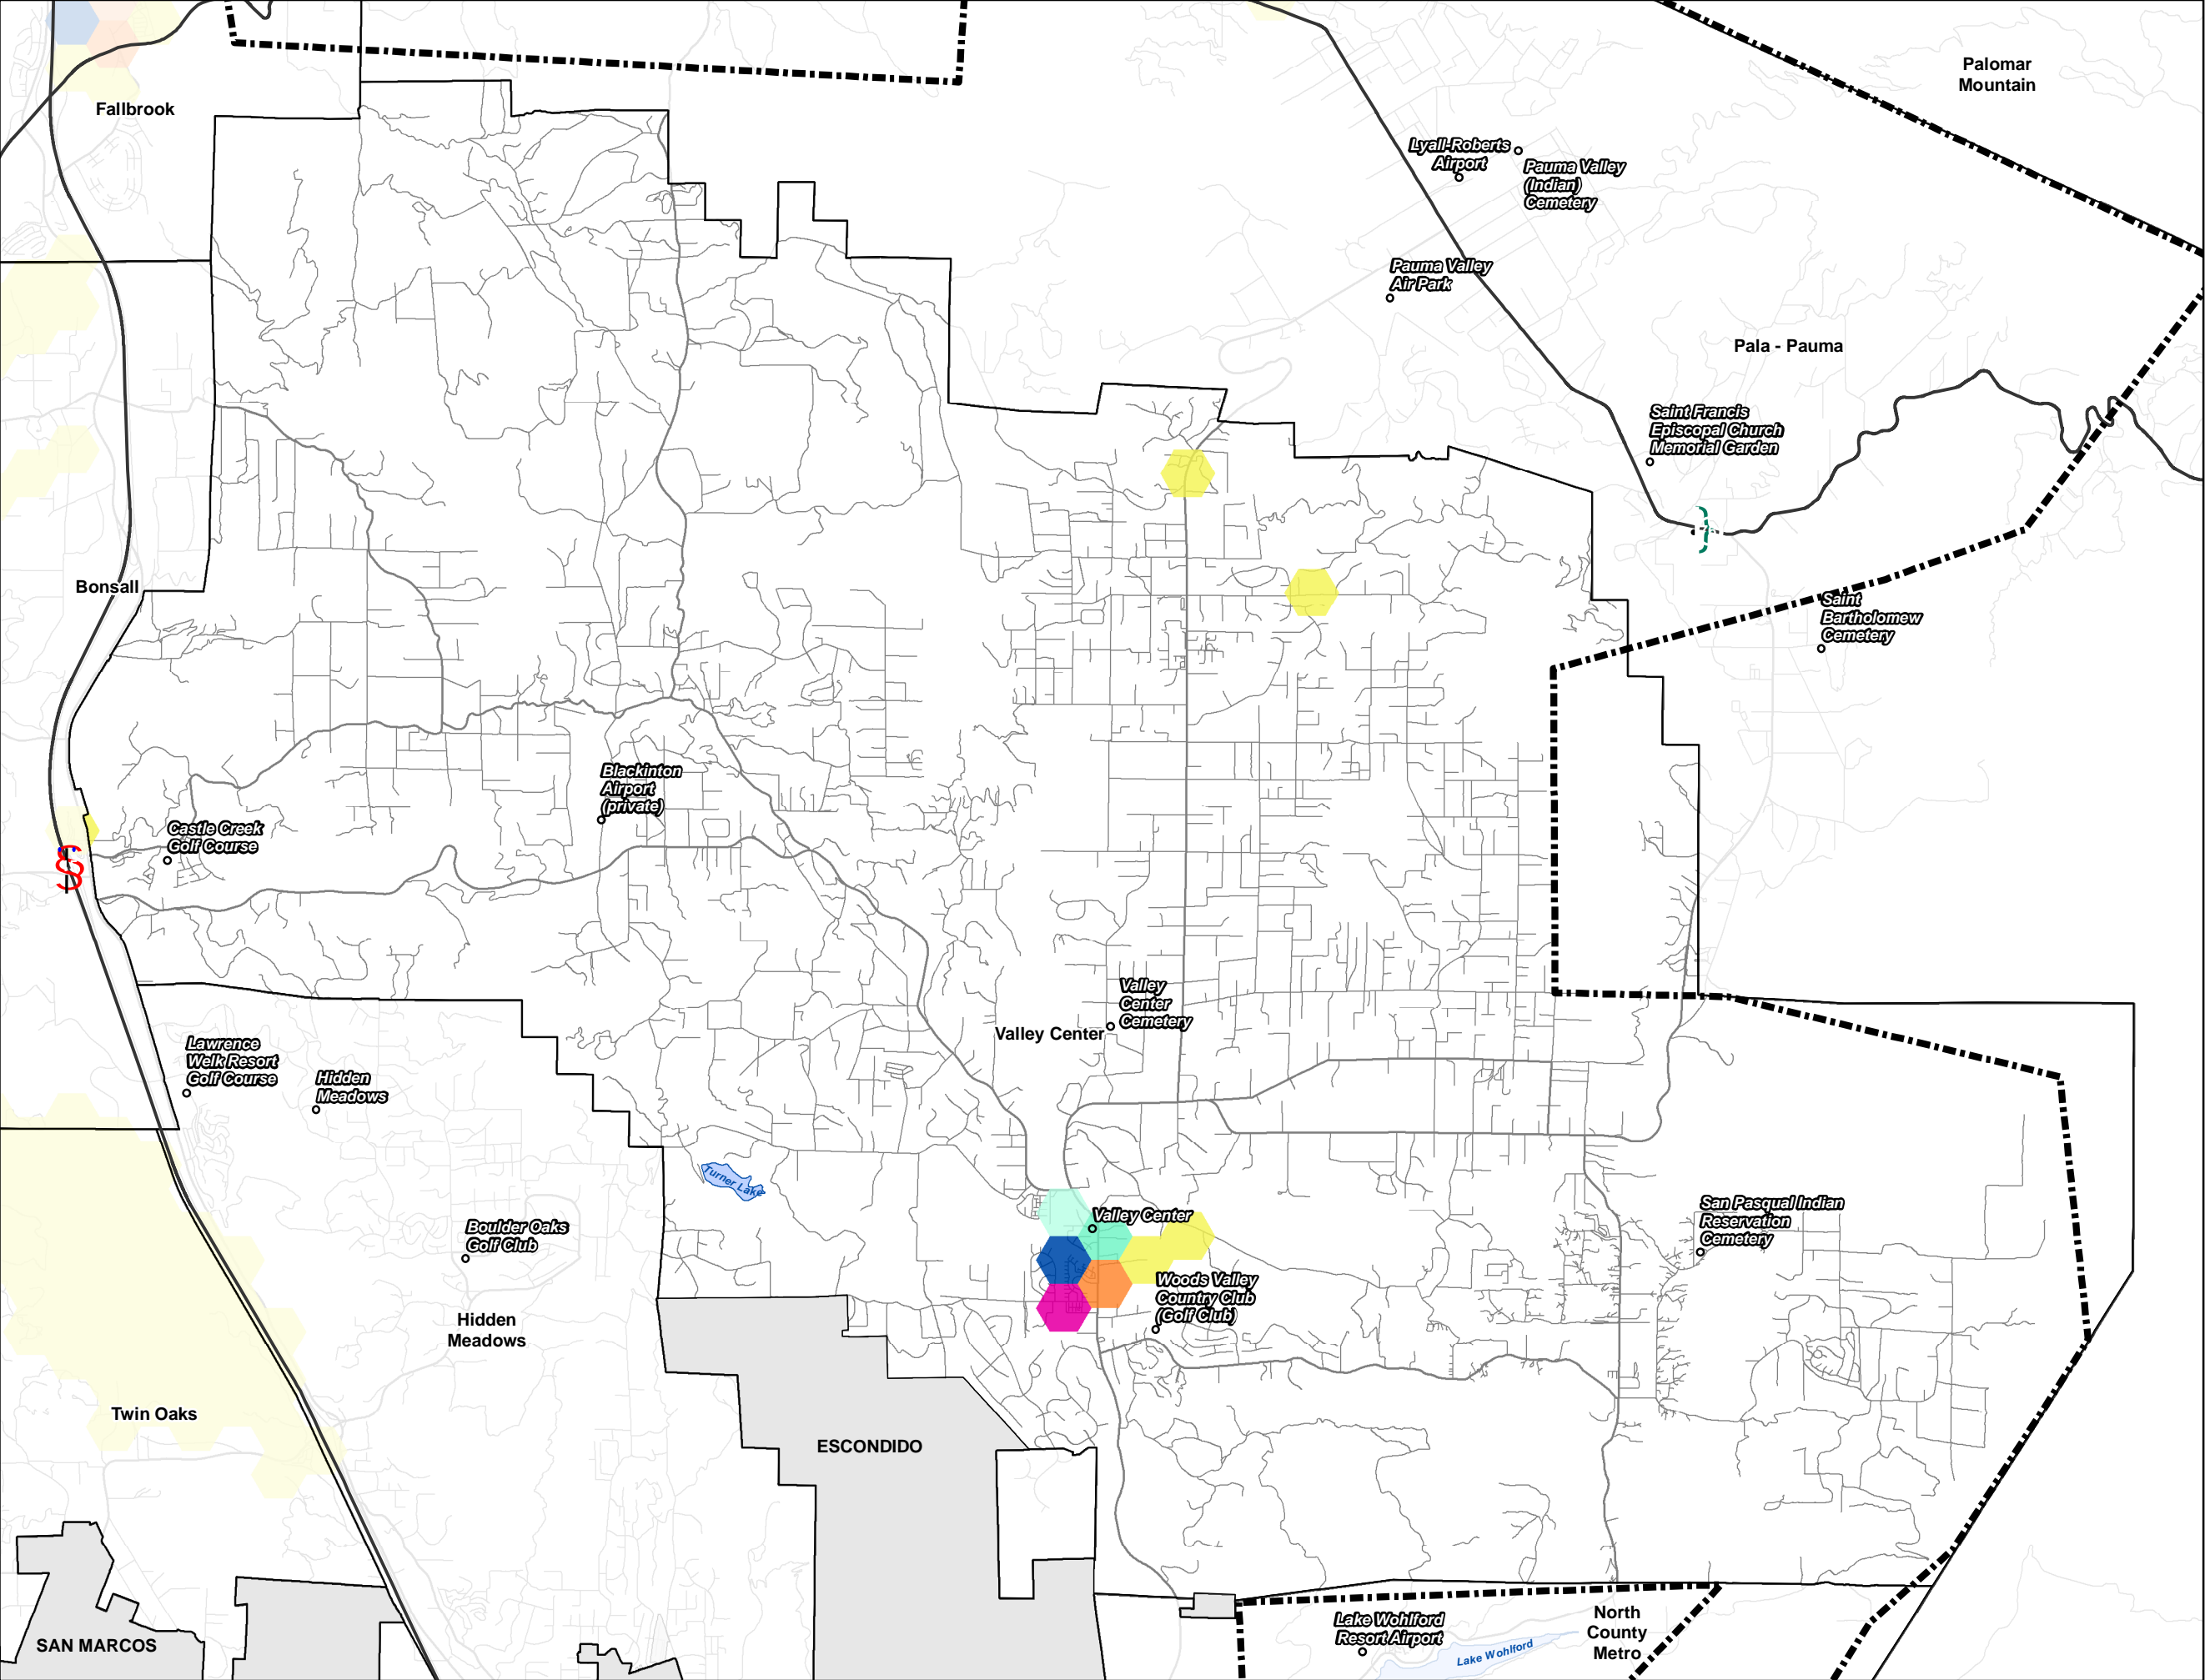 Palomar
Mountain
Fallbrook
Lyall-Roberts
Airport
Pauma Valley
(Indian)
Cemetery
Pauma Valley
Air Park
Pala - Pauma
Saint Francis
Episcopal Church
Memorial Garden
Bonsall
Saint
Bartholomew
Cemetery
Blackinton
Airport
(private)
Castle Creek
Golf Course
Valley
Center
Cemetery
Valley Center
Lawrence
Welk Resort
Golf Course
Hidden
Meadows
Turner Lake
Valley Center
San Pasqual Indian
Reservation
Cemetery
Boulder Oaks
Golf Club
Woods Valley
Country Club
(Golf Club)
Hidden
Meadows
Twin Oaks
ESCONDIDO
SAN MARCOS
Lake Wohlford
Resort Airport
Lake Wohlford
North
County
Metro